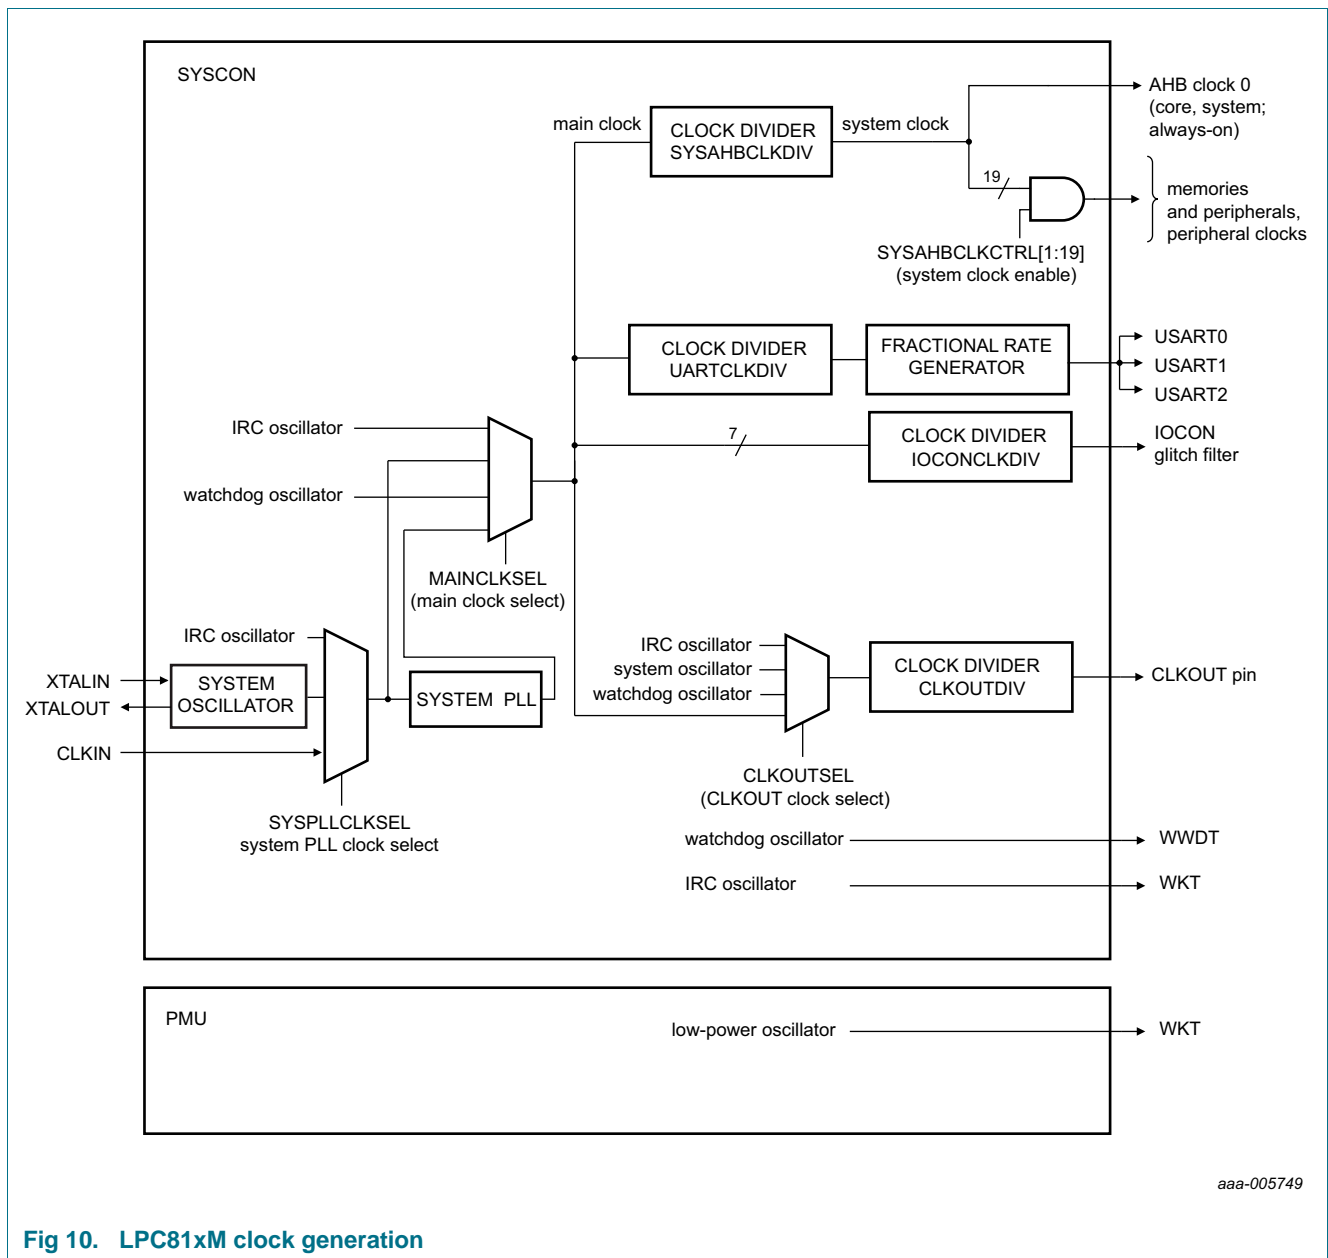 SYSCON
main clock
CLOCK DIVIDER
SYSAHBCLKDIV
system clock
AHB clock 0
(core, system;
always-on)
19
memories
and peripherals,
peripheral clocks
SYSAHBCLKCTRL[1:19]
(system clock enable)
CLOCK DIVIDER
UARTCLKDIV
FRACTIONAL RATE
GENERATOR
USART0
USART1
USART2
7
CLOCK DIVIDER
IOCONCLKDIV
IOCON
glitch filter
IRC oscillator
watchdog oscillator
MAINCLKSEL
(main clock select)
IRC oscillator
XTALIN
XTALOUT
SYSTEM
OSCILLATOR
CLKIN
SYSTEM PLL
SYSPLLCLKSEL
system PLL clock select
IRC oscillator
system oscillator
watchdog oscillator
CLOCK DIVIDER
CLKOUTDIV
CLKOUT pin
CLKOUTSEL
(CLKOUT clock select)
watchdog oscillator
WWDT
IRC oscillator
WKT
PMU
low-power oscillator
WKT
aaa-005749
Fig 10. LPC81xM clock generation